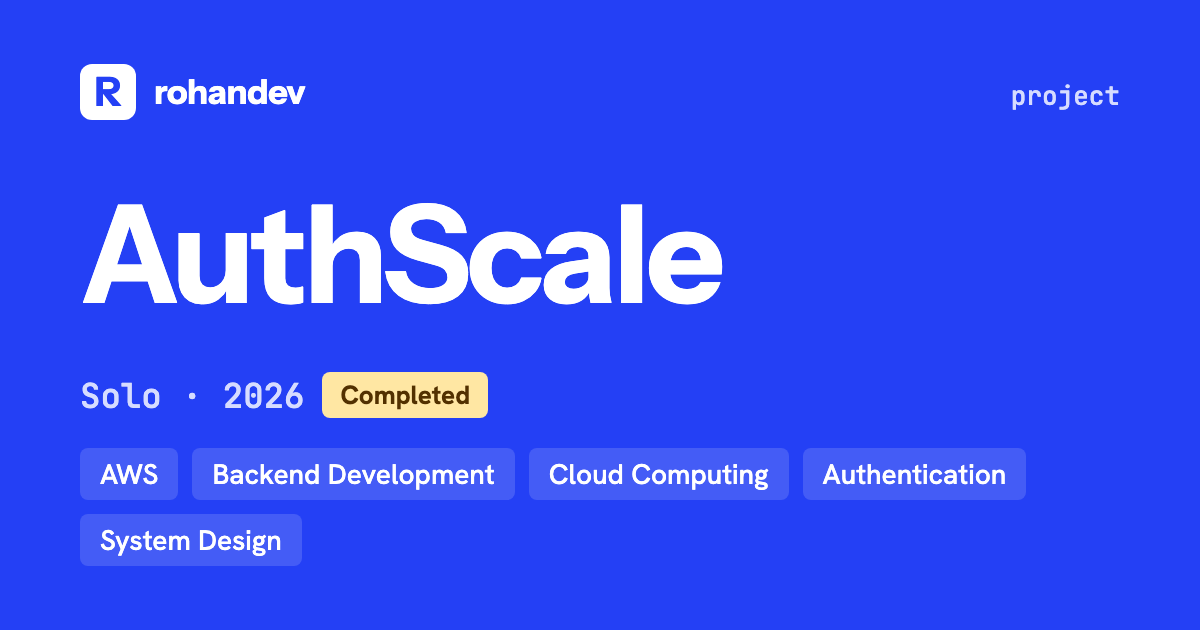 R rohandev
project
AuthScale
Solo · 2026 Completed
AWS Backend Development Cloud Computing Authentication
System Design